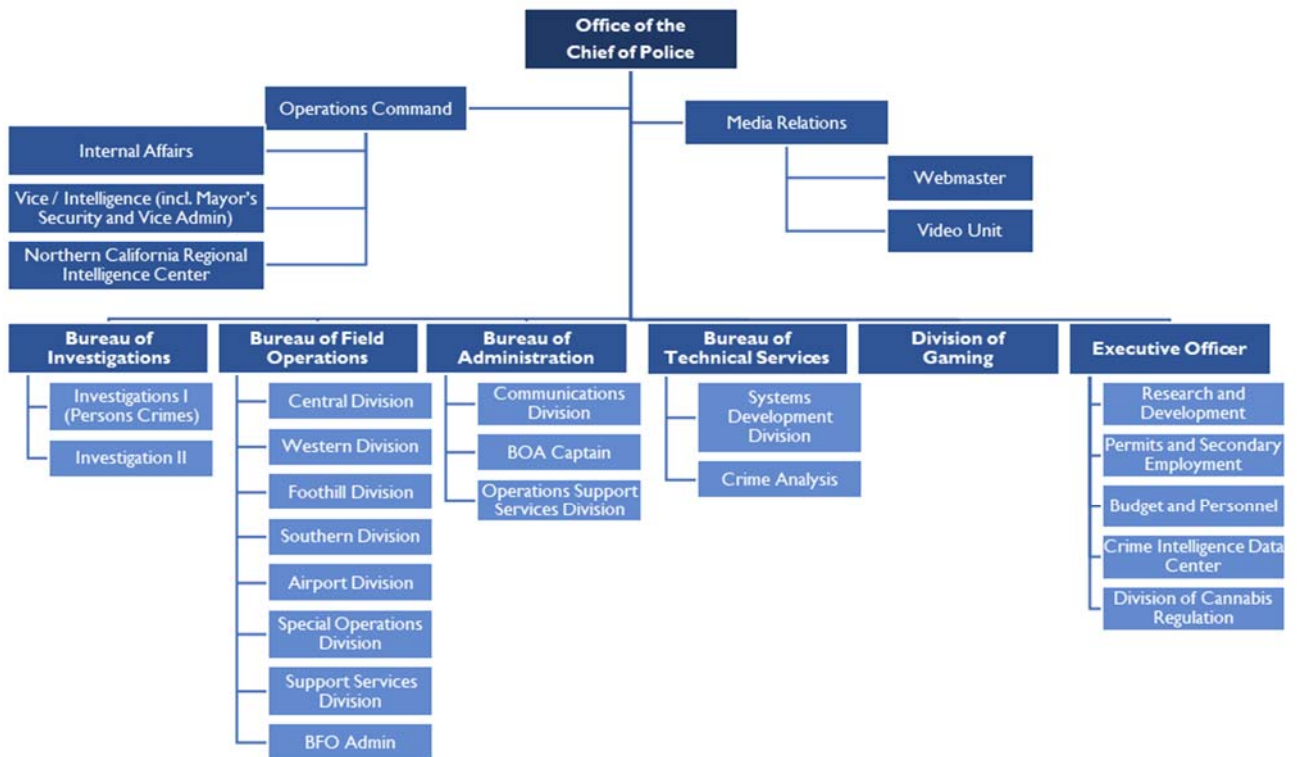 Office of the
Chief of Police
Operations Command
Media Relations
Internal Affairs
Vice / Intelligence (incl. Mayor's
Security and Vice Admin)
Northern California Regional
Intelligence Center
Webmaster
Video Unit
Bureau of
Investigations
Investigations I
(Persons Crimes)
Investigation II
Bureau of Field
Operations
Central Division
Western Division
Foothill Division
Southern Division
Airport Division
Special Operations
Division
Support Services
Division
BFO Admin
Bureau of
Administration
Communications
Division
BOA Captain
Operations Support
Services Division
Bureau of
Technical Services
Systems
Development
Division
Crime Analysis
Division of
Gaming
Executive Officer
Research and
Development
Permits and Secondary
Employment
Budget and Personnel
Crime Intelligence Data
Center
Division of Cannabis
Regulation